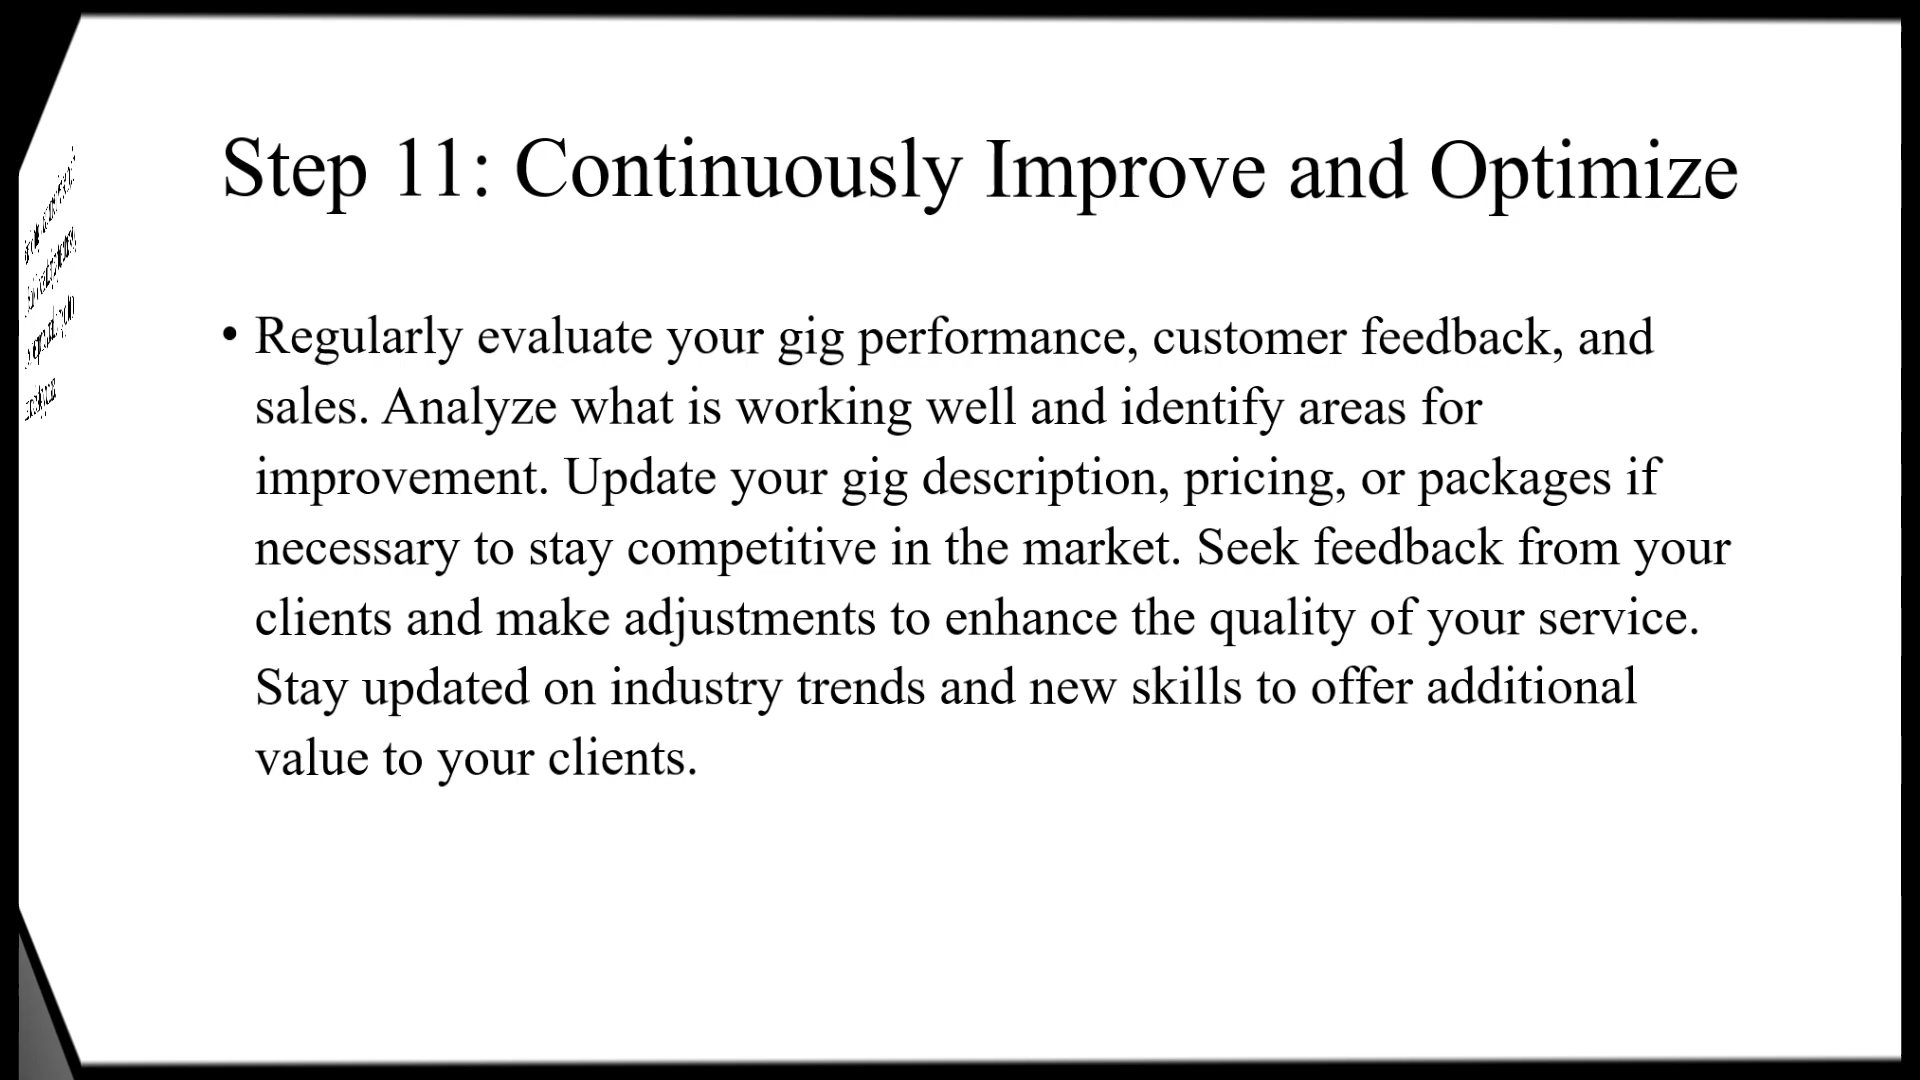 Step 11: Continuously Improve and Optimize
• Regularly evaluate your gig performance, customer feedback, and
sales. Analyze what is working well and identify areas for
improvement. Update your gig description, pricing, or packages if
necessary to stay competitive in the market. Seek feedback from your
clients and make adjustments to enhance the quality of your service.
Stay updated on industry trends and new skills to offer additional
value to your clients.